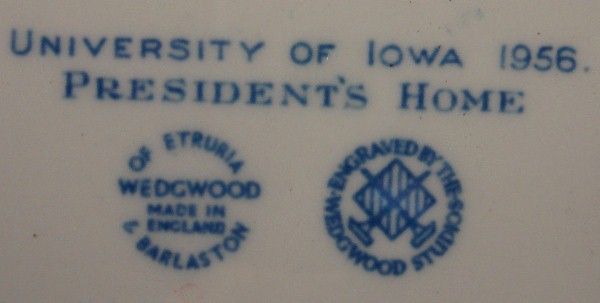 UNIVERSITY OF IOWA 1956.
PRESIDENT'S HOME
OF ETRURIA
WEDGWOOD
MADE IN
ENGLAND
& BARLASTON
ENGRAVED BY THE
WEDGWOOD STUDIOS